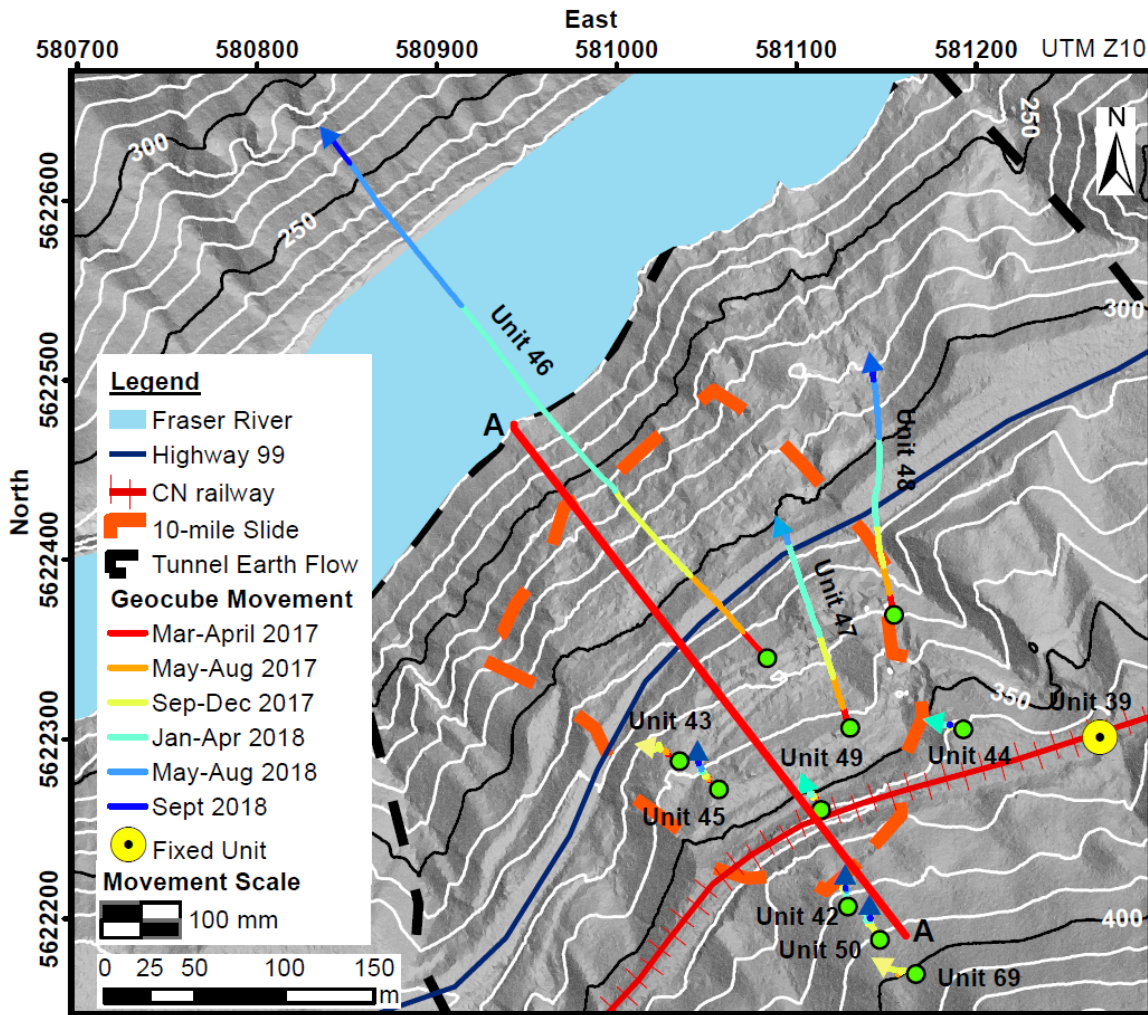 East
580700 580800 580900 581000 581100 581200 UTM Z10
North
5622600
5622500
5622400
5622300
5622200
N
300
250
250
300
350
400
Unit 46
Unit 48
Unit 47
A
Unit 39
Unit 43
Unit 49
Unit 44
Unit 45
Unit 42
A
Unit 50
Unit 69
Legend
Fraser River
Highway 99
CN railway
10-mile Slide
Tunnel Earth Flow
Geocube Movement
Mar-April 2017
May-Aug 2017
Sep-Dec 2017
Jan-Apr 2018
May-Aug 2018
Sept 2018
Fixed Unit
Movement Scale
100 mm
0 25 50 100 150
m